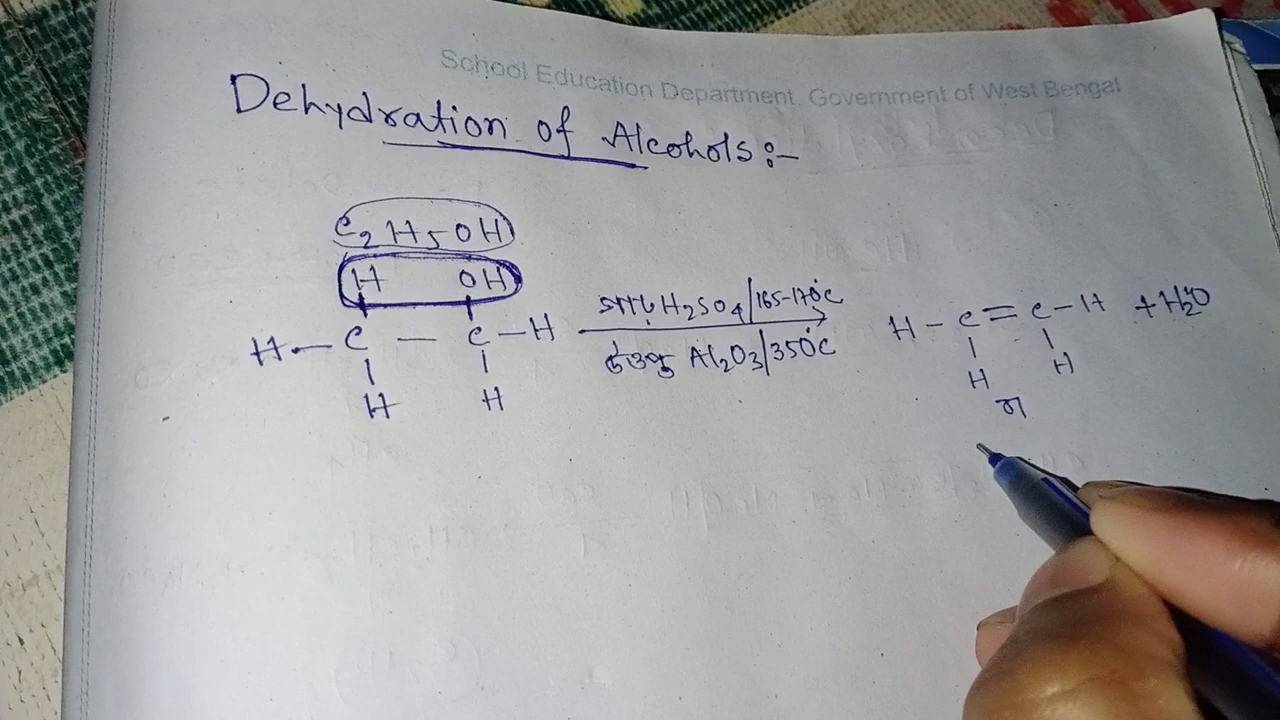 School Education Department, Government of West Bengal
Dehydration of Alcohols:-
C2H5OH
H OH
H - C - C - H
H H
গাঢ় H2SO4/165-170°C
উত্তপ্ত Al2O3/350°C
H - C = C - H + H2O
H H
বা